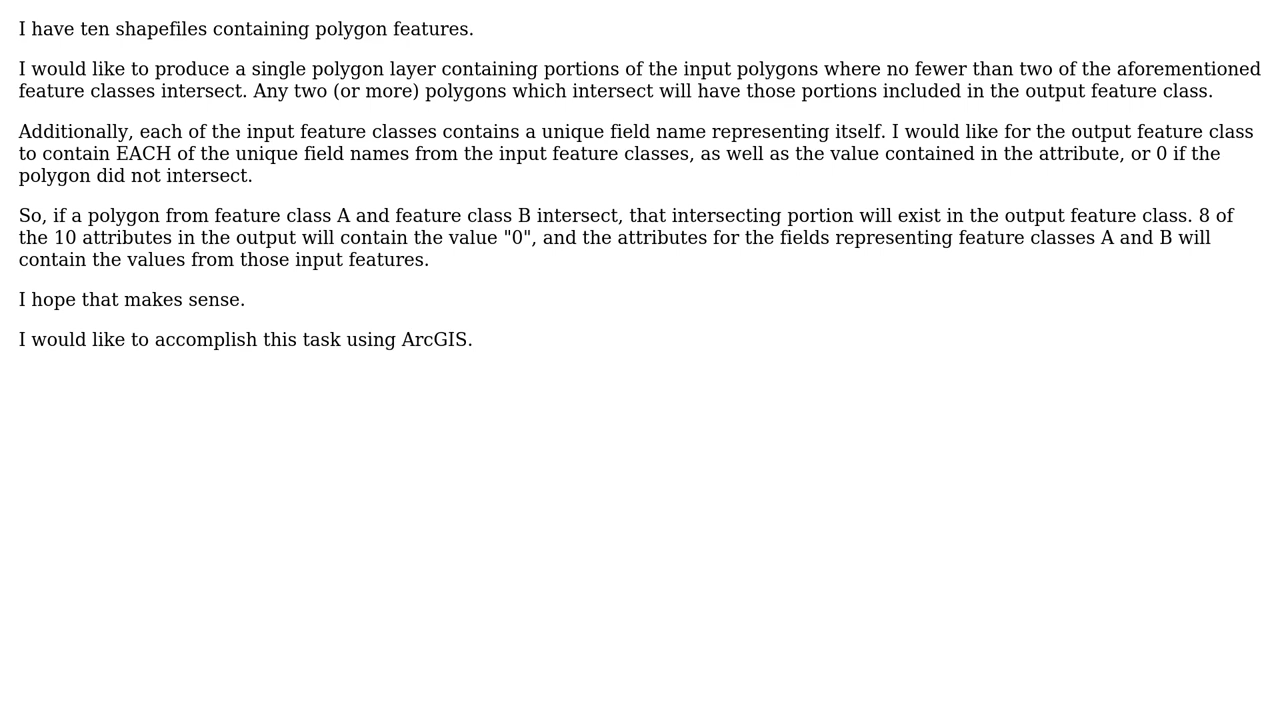 I have ten shapefiles containing polygon features.
I would like to produce a single polygon layer containing portions of the input polygons where no fewer than two of the aforementioned
feature classes intersect. Any two (or more) polygons which intersect will have those portions included in the output feature class.
Additionally, each of the input feature classes contains a unique field name representing itself. I would like for the output feature class
to contain EACH of the unique field names from the input feature classes, as well as the value contained in the attribute, or 0 if the
polygon did not intersect.
So, if a polygon from feature class A and feature class B intersect, that intersecting portion will exist in the output feature class. 8 of
the 10 attributes in the output will contain the value "0", and the attributes for the fields representing feature classes A and B will
contain the values from those input features.
I hope that makes sense.
I would like to accomplish this task using ArcGIS.